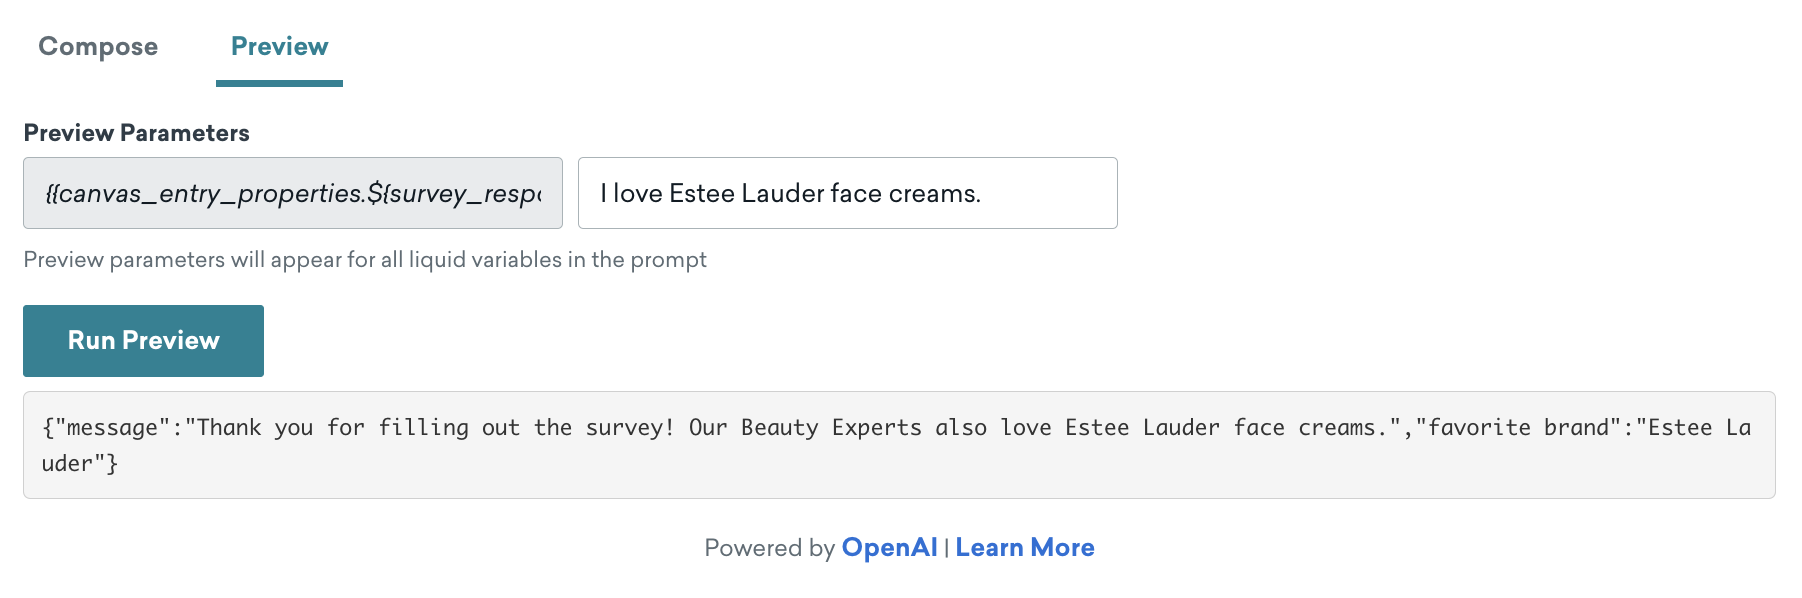 Compose Preview
Preview Parameters
{{canvas_entry_properties.${survey_resp I love Estee Lauder face creams.
Preview parameters will appear for all liquid variables in the prompt
Run Preview
{"message":"Thank you for filling out the survey! Our Beauty Experts also love Estee Lauder face creams.","favorite brand":"Estee La
uder"}
Powered by OpenAI | Learn More